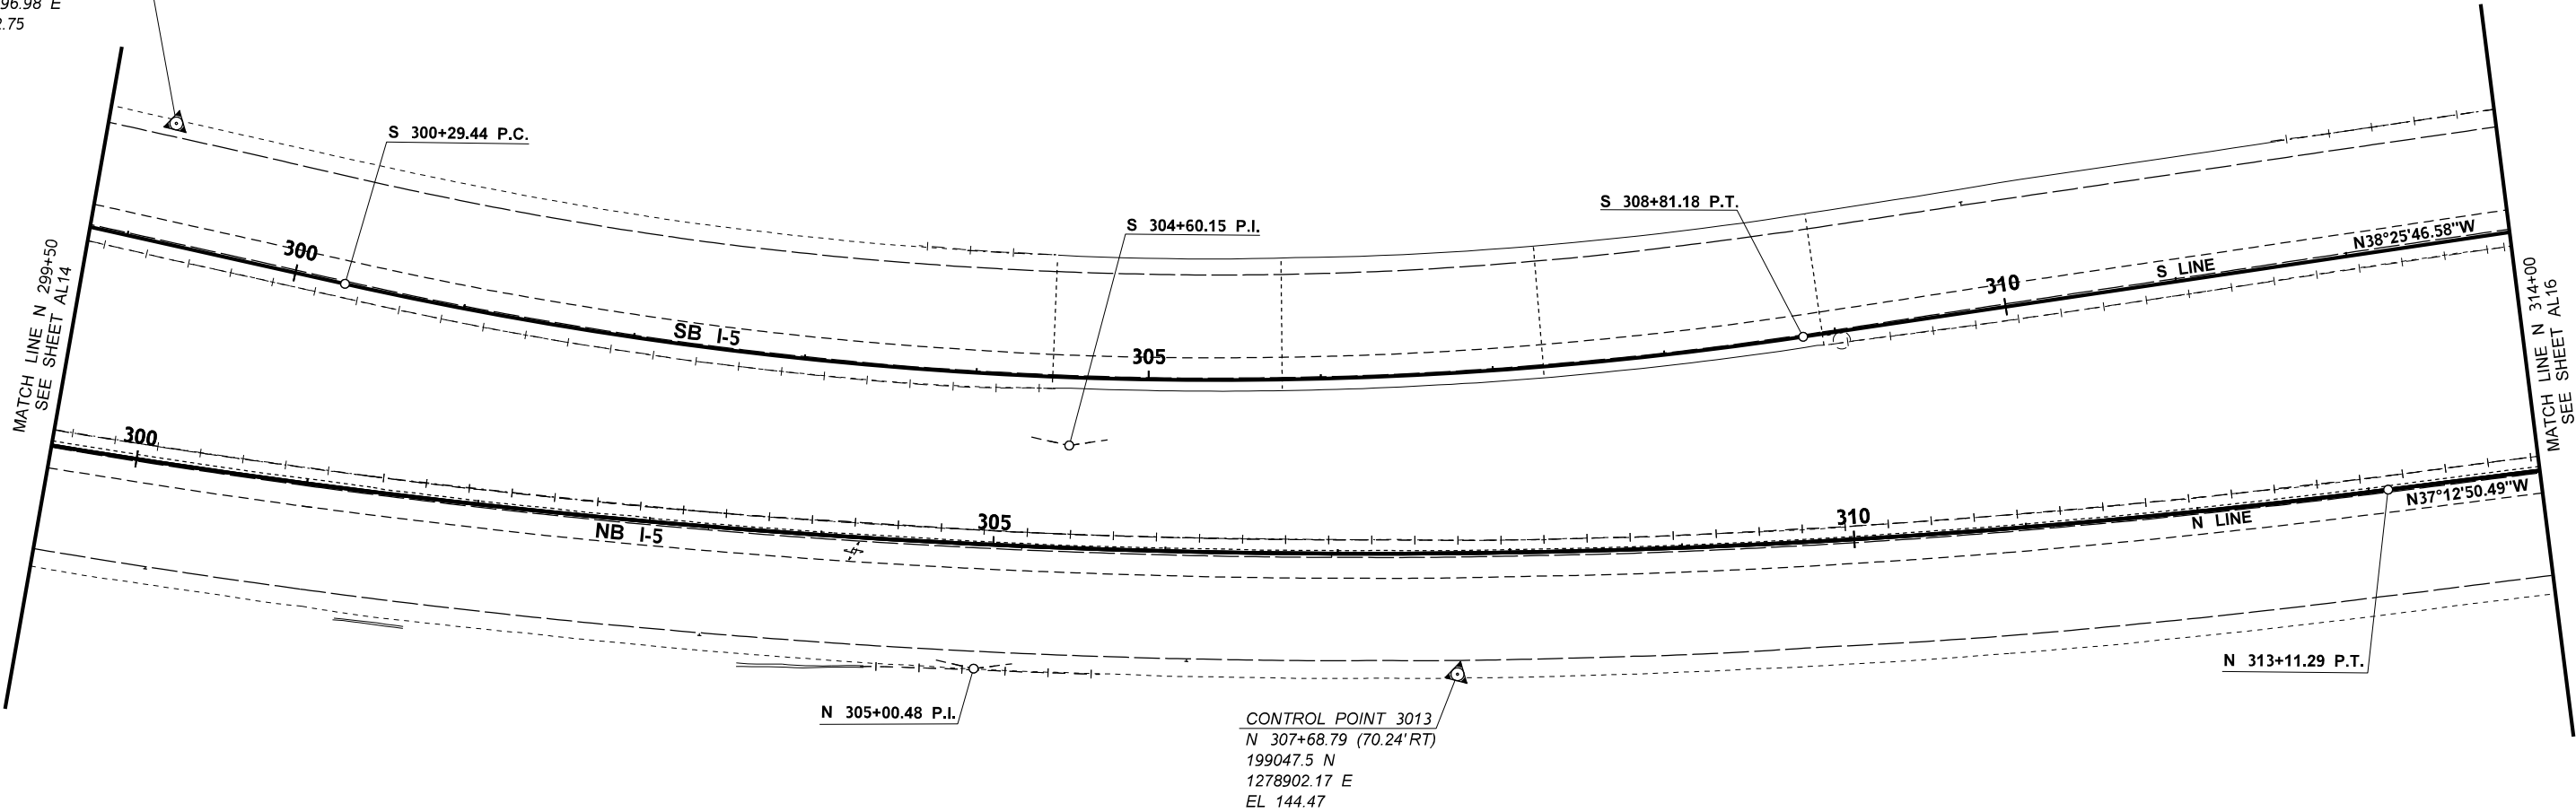 96.98 E
2.75
S 300+29.44 P.C.
S 304+60.15 P.I.
S 308+81.18 P.T.
MATCH LINE N 299+50
SEE SHEET AL14
300
SB I-5
305
310
S LINE
N38°25'46.58"W
MATCH LINE N 314+00
SEE SHEET AL16
300
NB I-5
305
310
N LINE
N37°12'50.49"W
N 305+00.48 P.I.
N 313+11.29 P.T.
CONTROL POINT 3013
N 307+68.79 (70.24' RT)
199047.5 N
1278902.17 E
EL 144.47